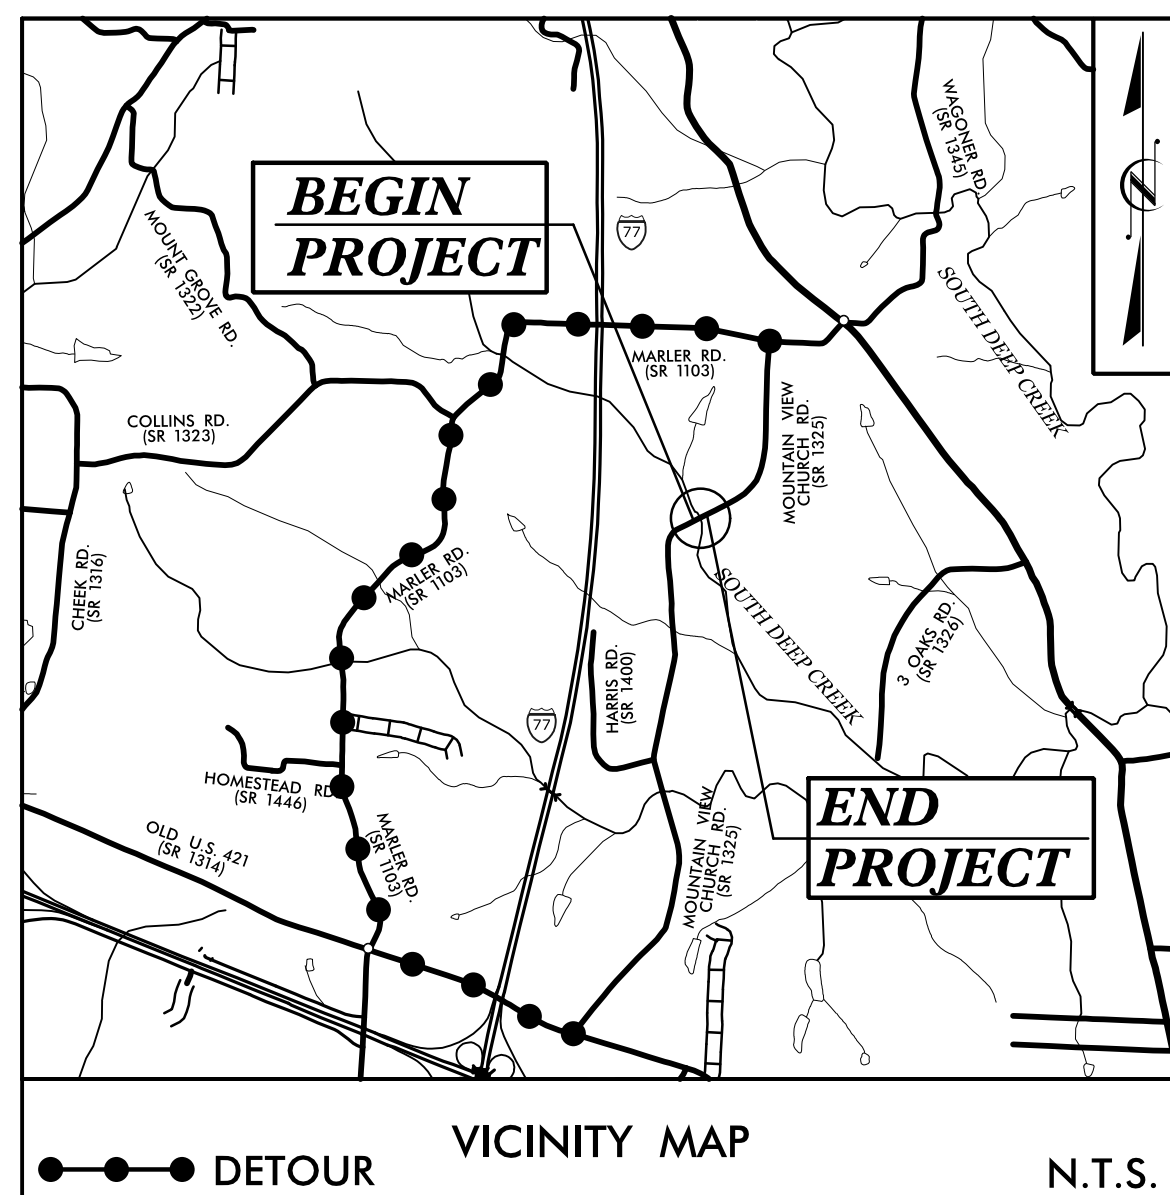 WAGONER RD.
(SR 1345)
BEGIN
PROJECT
77
N
MOUNT GROVE RD.
(SR 1322)
SOUTH DEEP CREEK
MARLER RD.
(SR 1103)
COLLINS RD.
(SR 1323)
MOUNTAIN VIEW
CHURCH RD.
(SR 1325)
CHEEK RD.
(SR 1316)
MARLER RD.
(SR 1103)
SOUTH DEEP CREEK
3 OAKS RD.
(SR 1326)
HARRIS RD.
(SR 1400)
77
HOMESTEAD RD
(SR 1446)
OLD U.S. 421
(SR 1314)
MARLER RD.
(SR 1103)
MOUNTAIN VIEW
CHURCH RD.
(SR 1325)
END
PROJECT
VICINITY MAP
DETOUR
N.T.S.